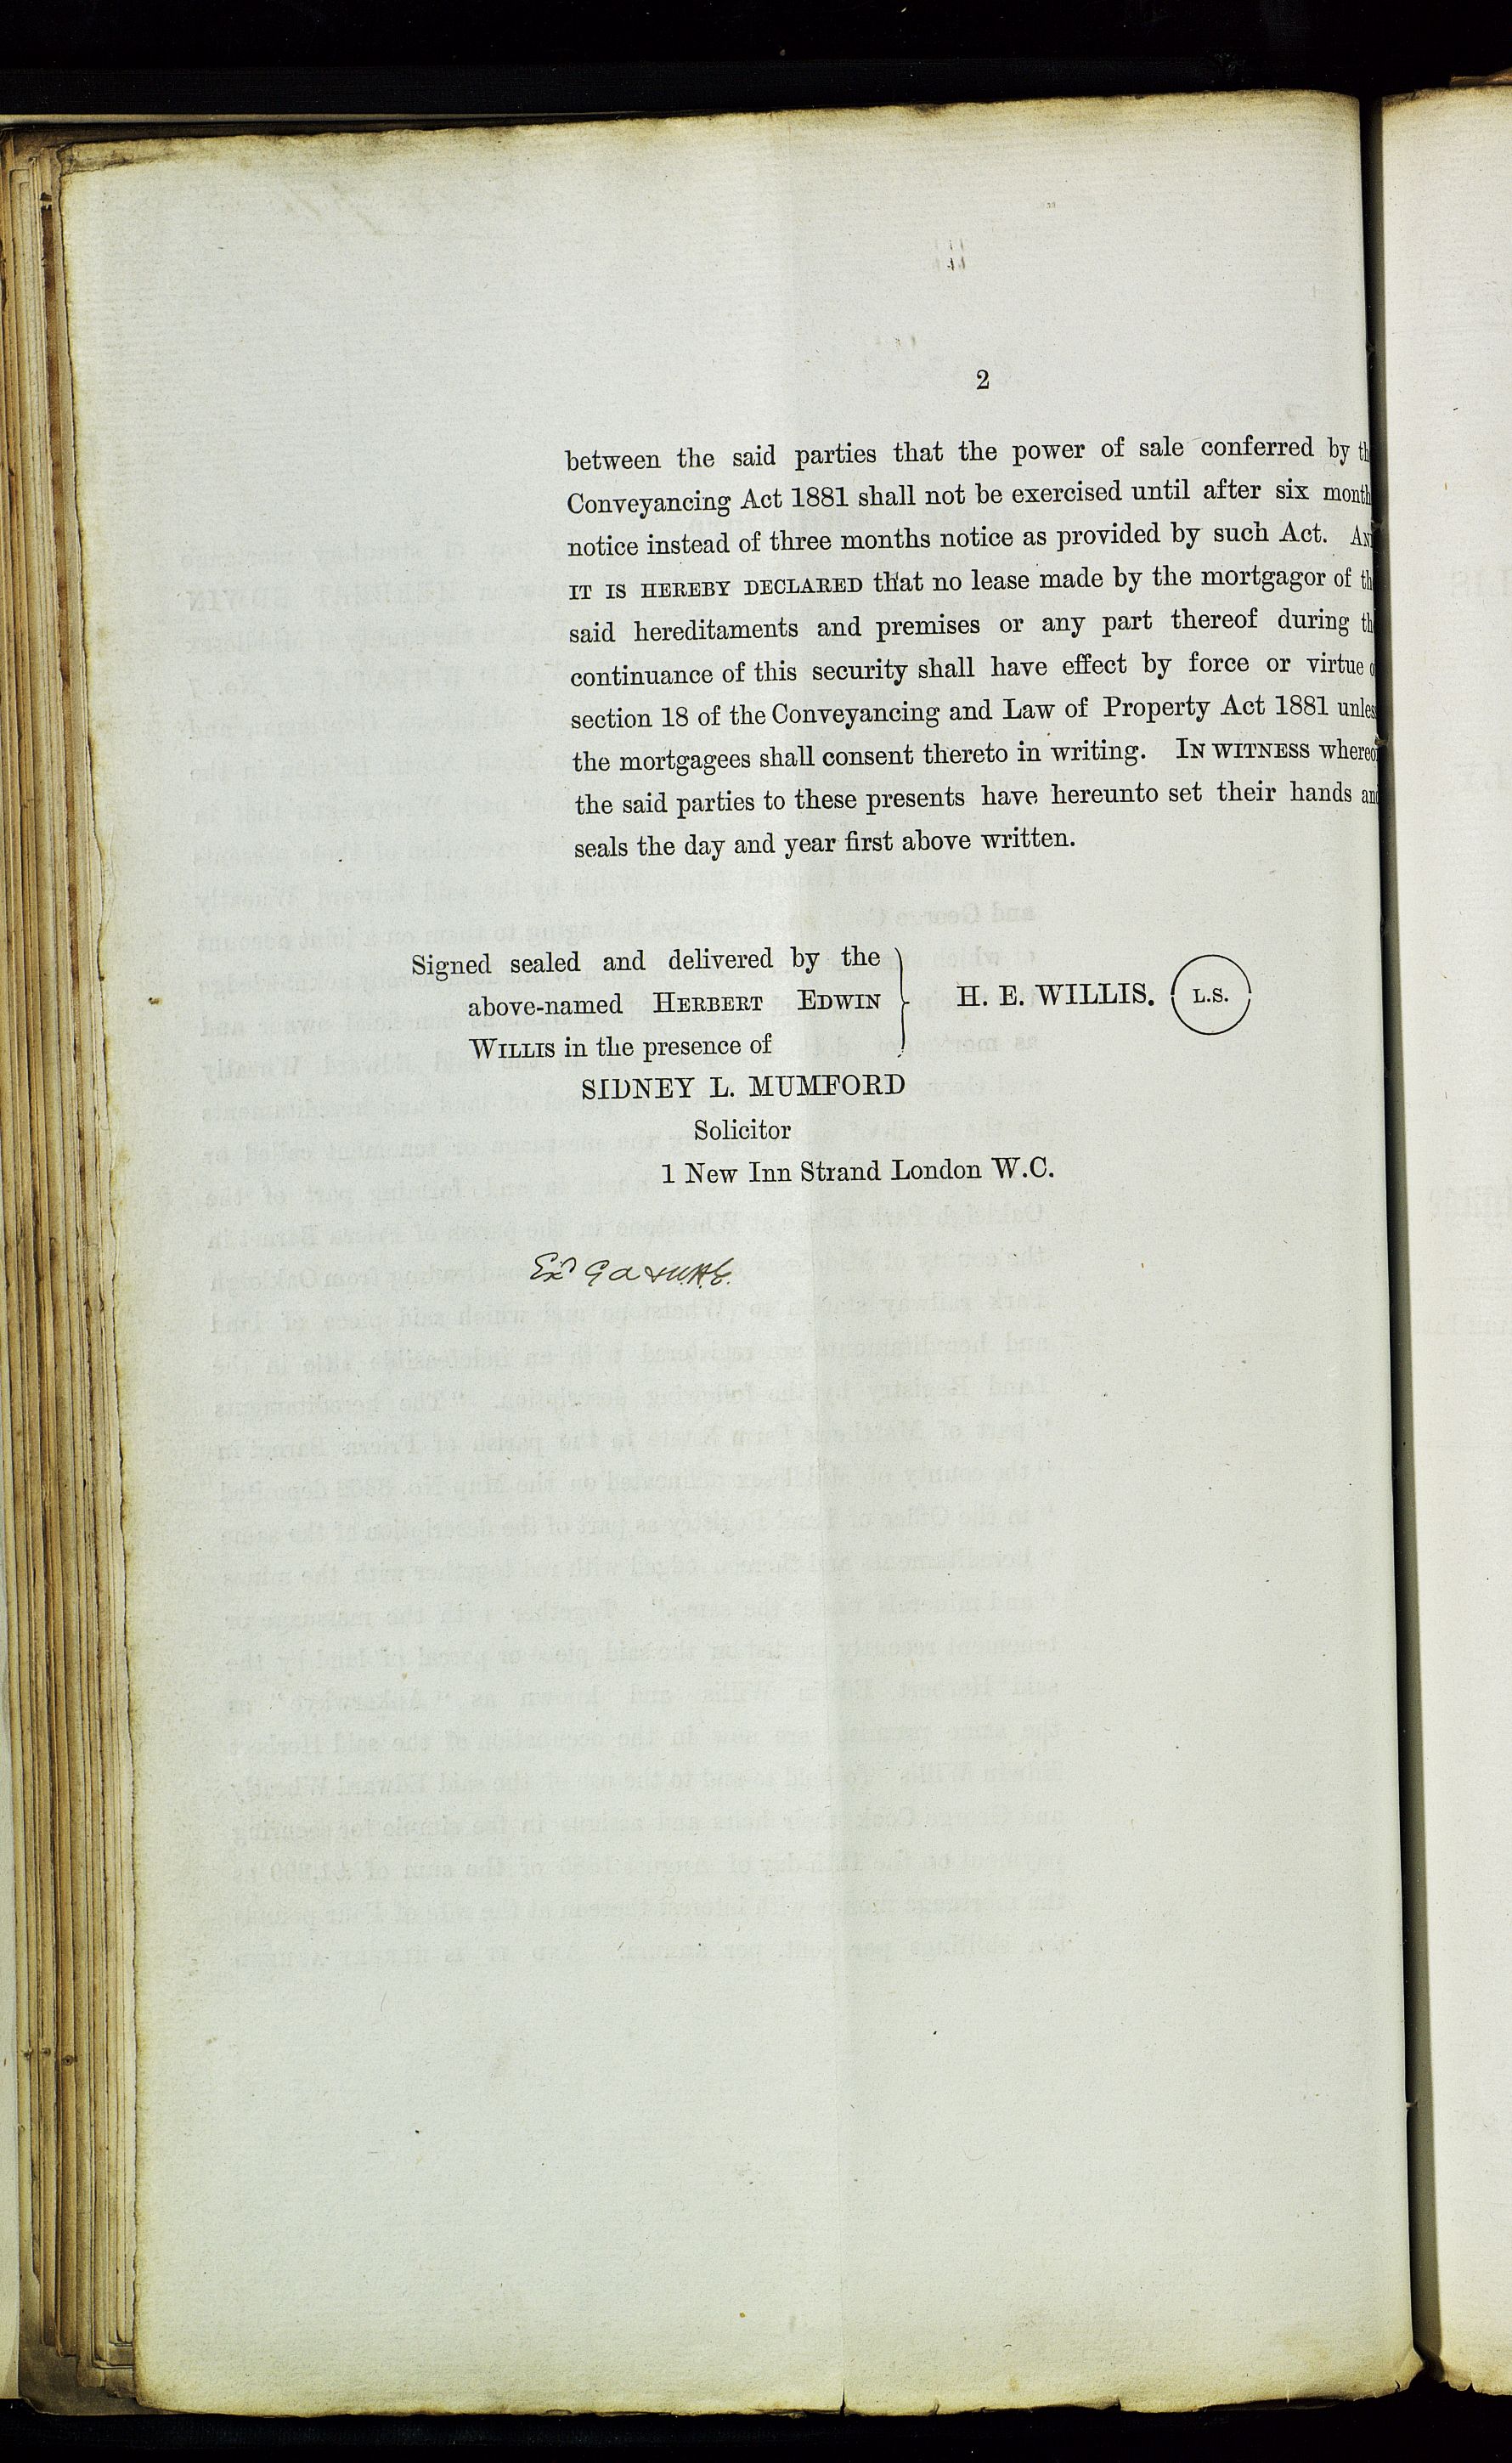 2
between the said parties that the power of sale conferred by th
Conveyancing Act 1881 shall not be exercised until after six month
notice instead of three months notice as provided by such Act. An
IT IS HEREBY DECLARED that no lease made by the mortgagor of th
said hereditaments and premises or any part thereof during th
continuance of this security shall have effect by force or virtue o
section 18 of the Conveyancing and Law of Property Act 1881 unles
the mortgagees shall consent thereto in writing. IN WITNESS whereo
the said parties to these presents have hereunto set their hands an
seals the day and year first above written.
Signed sealed and delivered by the
above-named HERBERT EDWIN
WILLIS in the presence of
H. E. WILLIS. L.S.
SIDNEY L. MUMFORD
Solicitor
1 New Inn Strand London W.C.